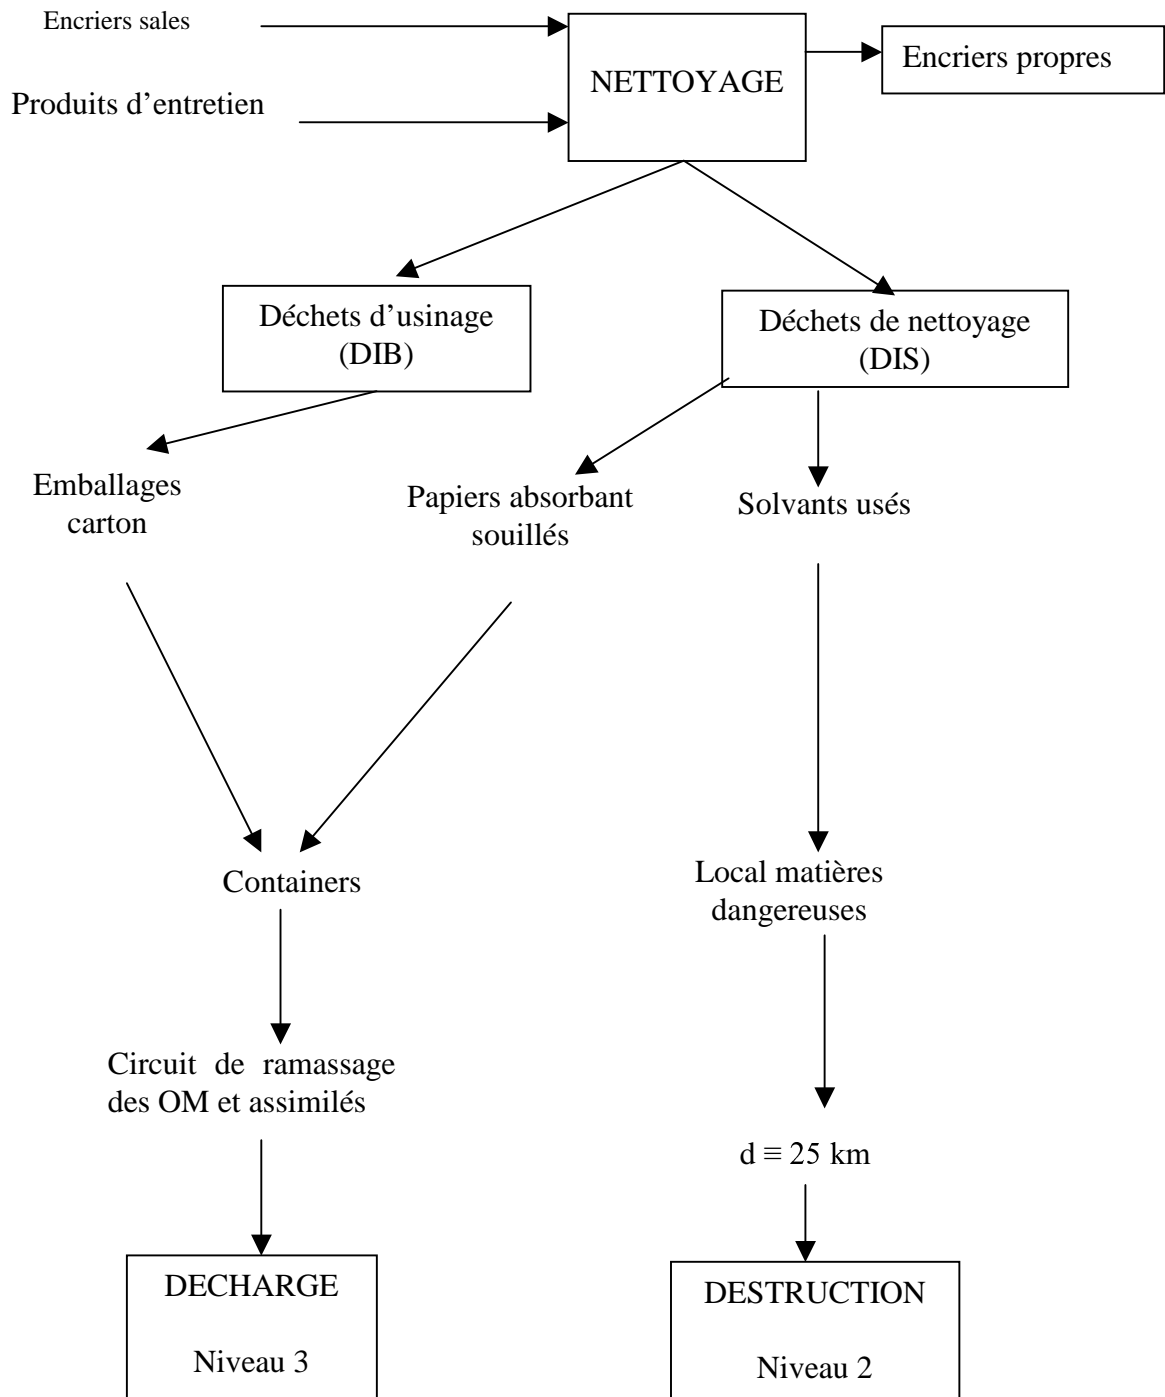 Encriers sales
NETTOYAGE
Encriers propres
Produits d’entretien
Déchets d’usinage
(DIB)
Déchets de nettoyage
(DIS)
Emballages
carton
Papiers absorbant
souillés
Solvants usés
Containers
Local matières
dangereuses
Circuit de ramassage
des OM et assimilés
d ≡ 25 km
DECHARGE
Niveau 3
DESTRUCTION
Niveau 2